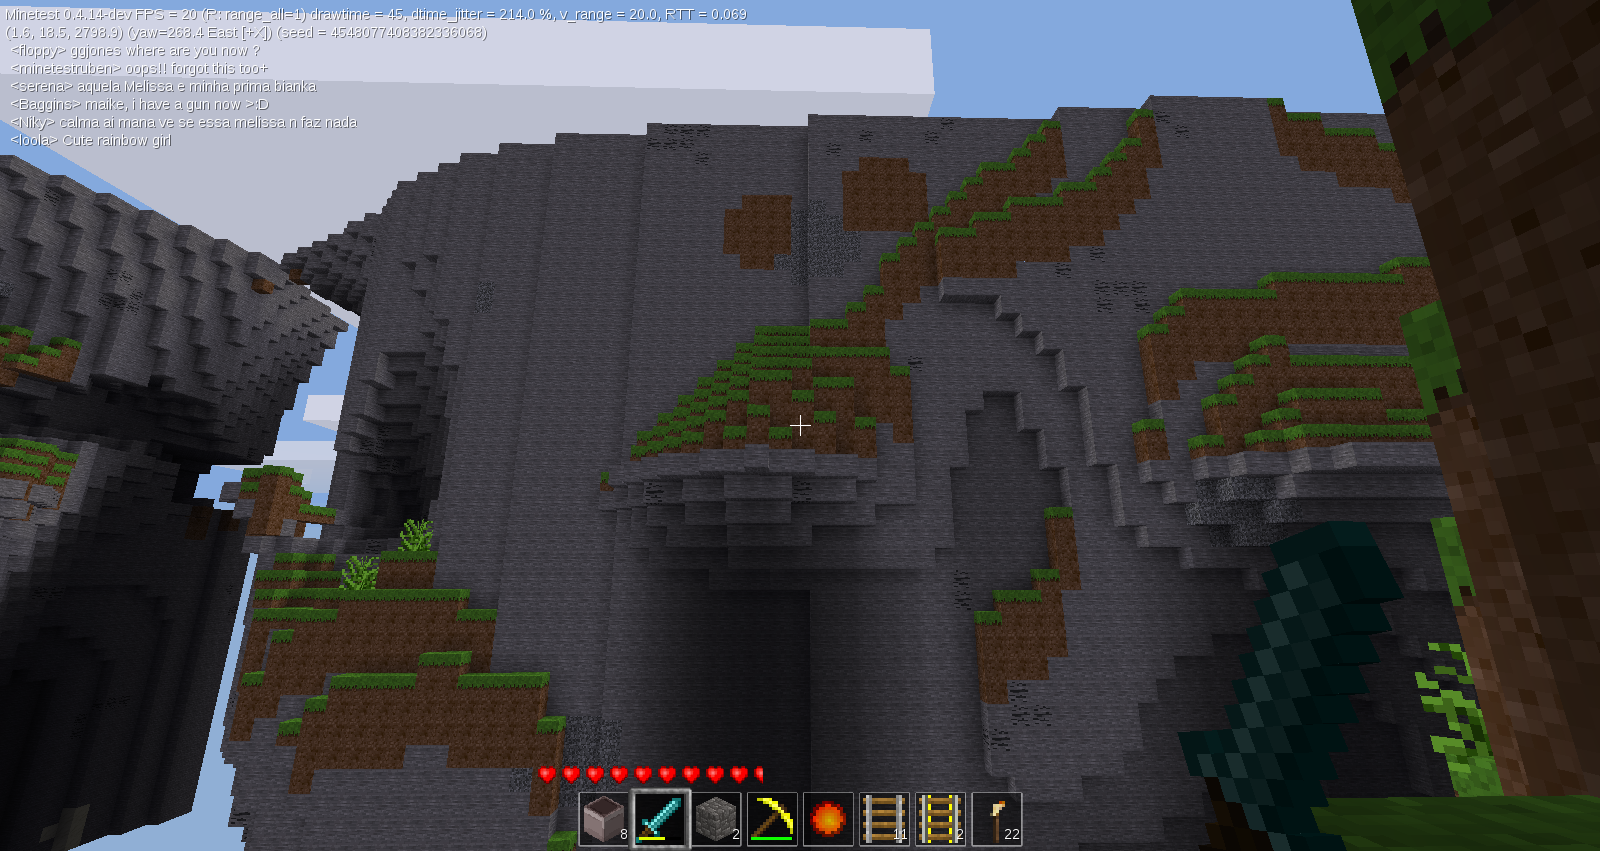 Minetest 0.4.14-dev FPS = 20 (R: range_all=1) drawtime = 45, dtime_jitter = 214.0 %, v_range = 20.0, RTT = 0.069
(1.6, 18.5, 2798.9) (yaw=268.4 East [+X]) (seed = 4548077408382336068)
<floppy> ggjones where are you now ?
<minetestruben> oops!! forgot this too+
<serena> aquela Melissa e minha prima bianka
<Baggins> maike, i have a gun now >:D
<Niky> calma ai mana ve se essa melissa n faz nada
<loola> Cute rainbow girl
8 2 11 2 22